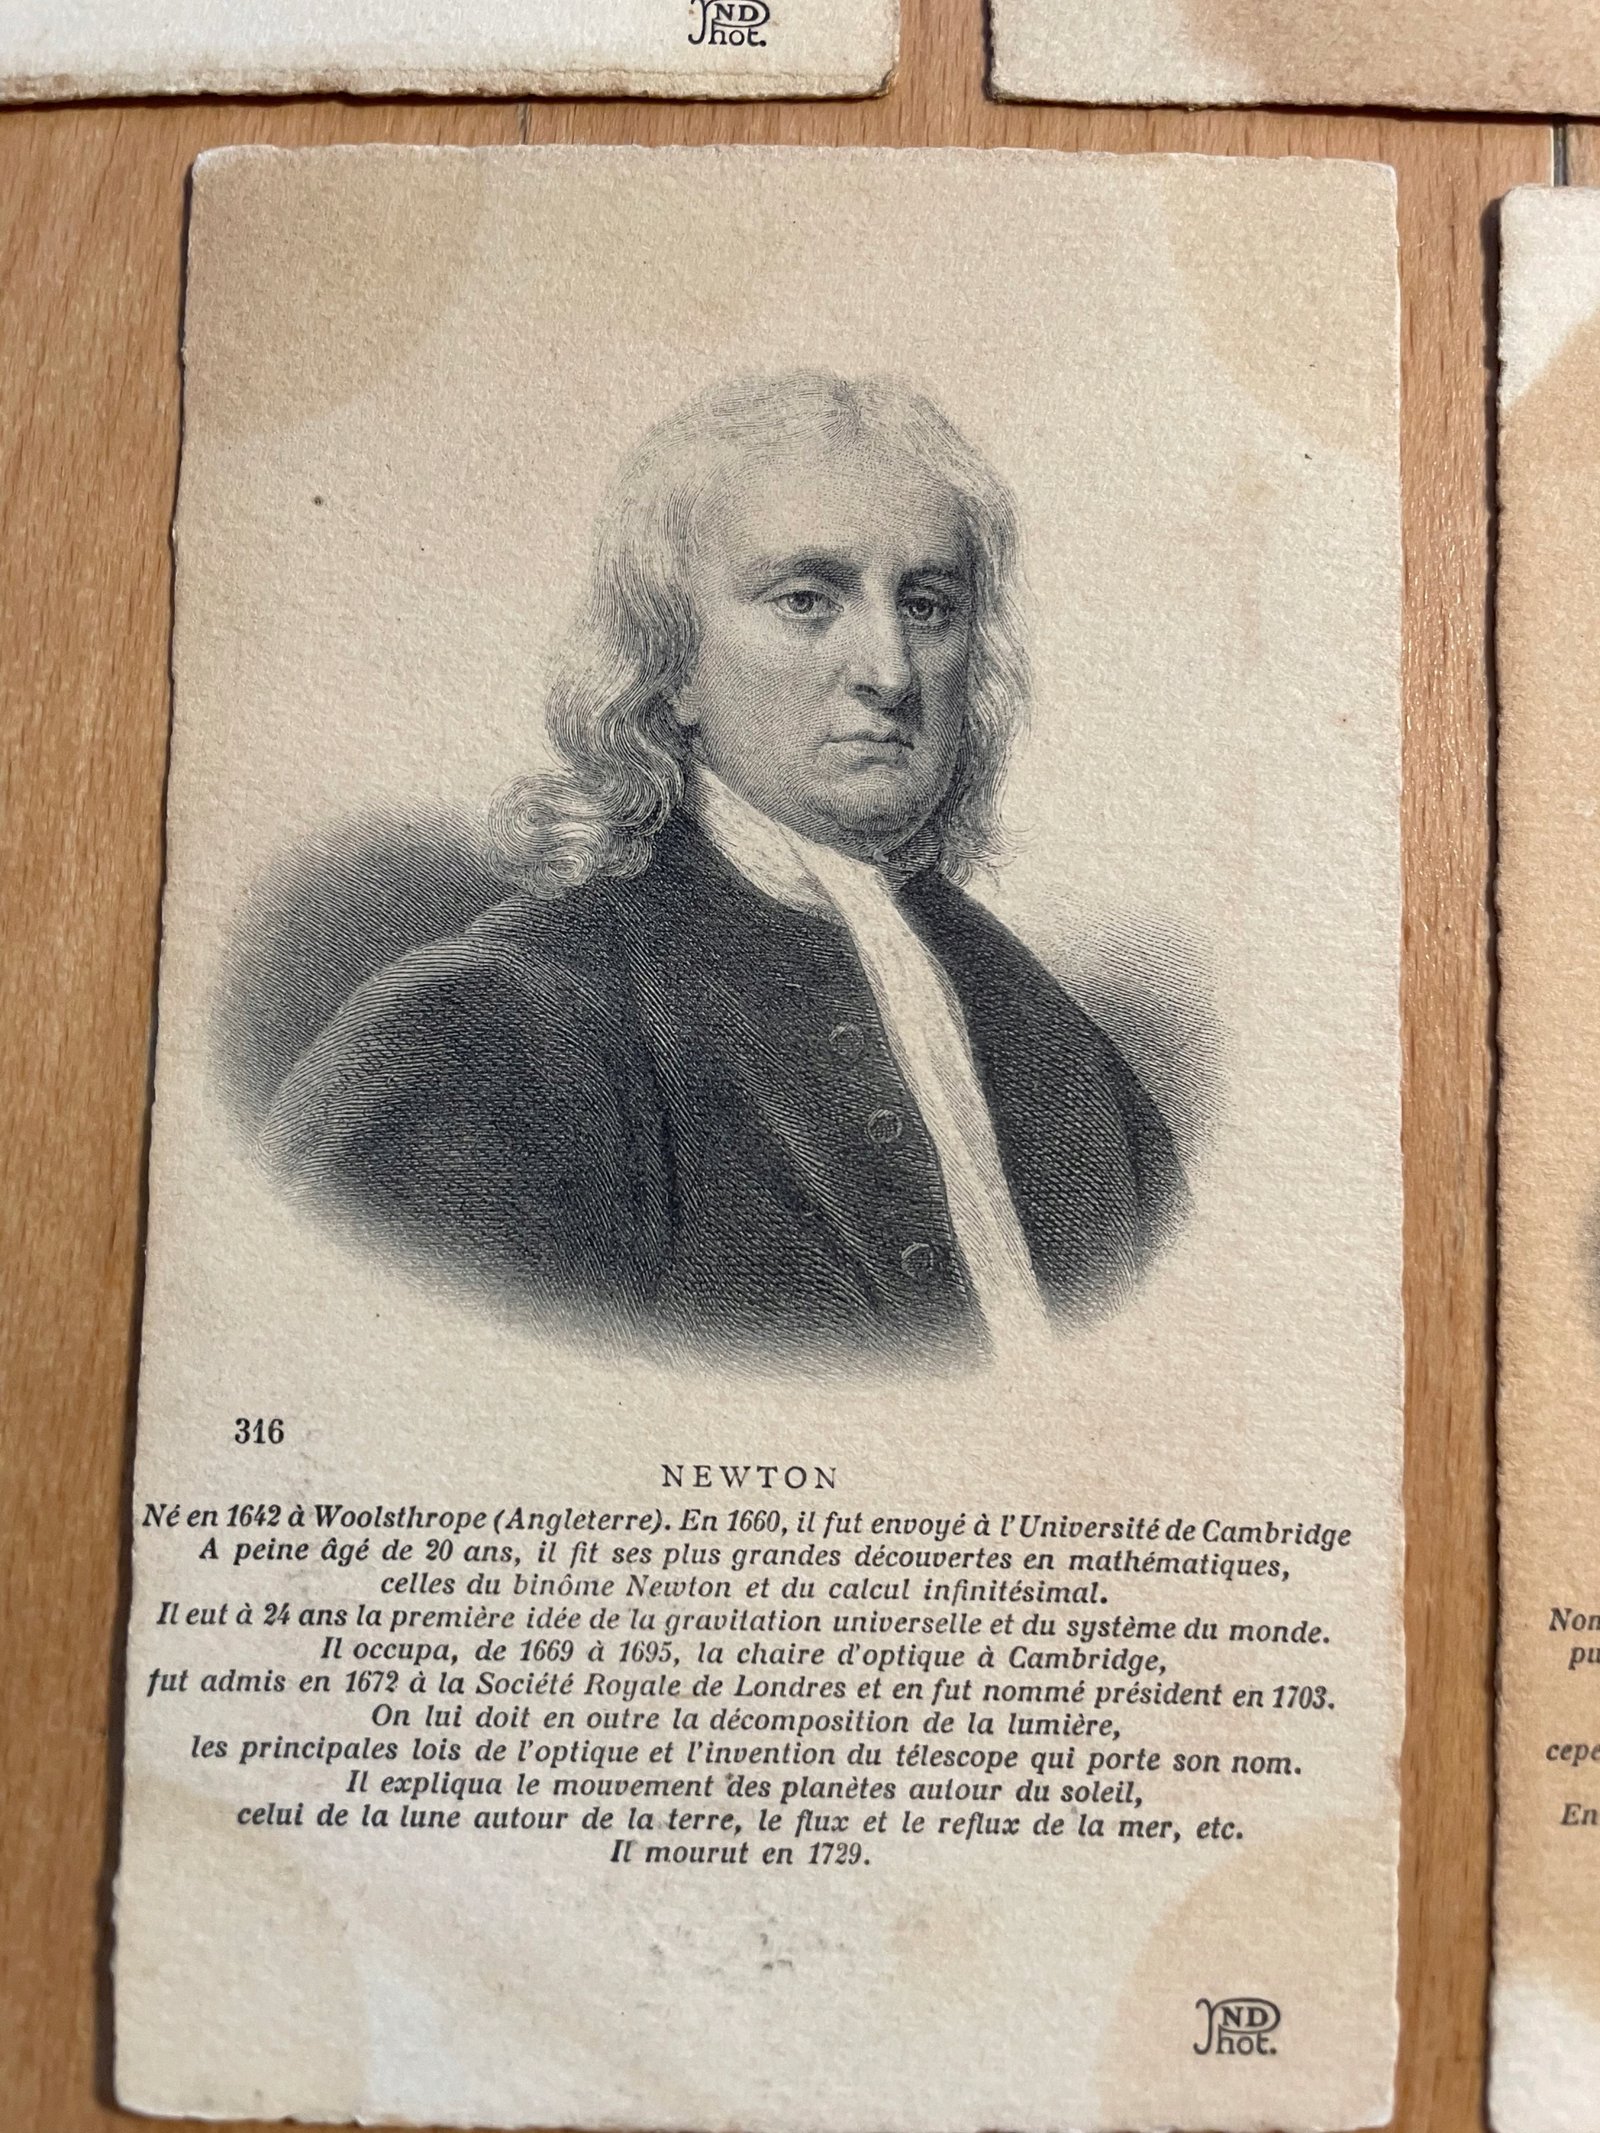 ND
Phot.
316
NEWTON
Né en 1642 à Woolsthrope (Angleterre). En 1660, il fut envoyé à l'Université de Cambridge
A peine âgé de 20 ans, il fit ses plus grandes découvertes en mathématiques,
celles du binôme Newton et du calcul infinitésimal.
Il eut à 24 ans la première idée de la gravitation universelle et du système du monde.
Il occupa, de 1669 à 1695, la chaire d'optique à Cambridge,
fut admis en 1672 à la Société Royale de Londres et en fut nommé président en 1703.
On lui doit en outre la décomposition de la lumière,
les principales lois de l'optique et l'invention du télescope qui porte son nom.
Il expliqua le mouvement des planètes autour du soleil,
celui de la lune autour de la terre, le flux et le reflux de la mer, etc.
Il mourut en 1729.
ND
Phot.
Non
pu
cepe
En